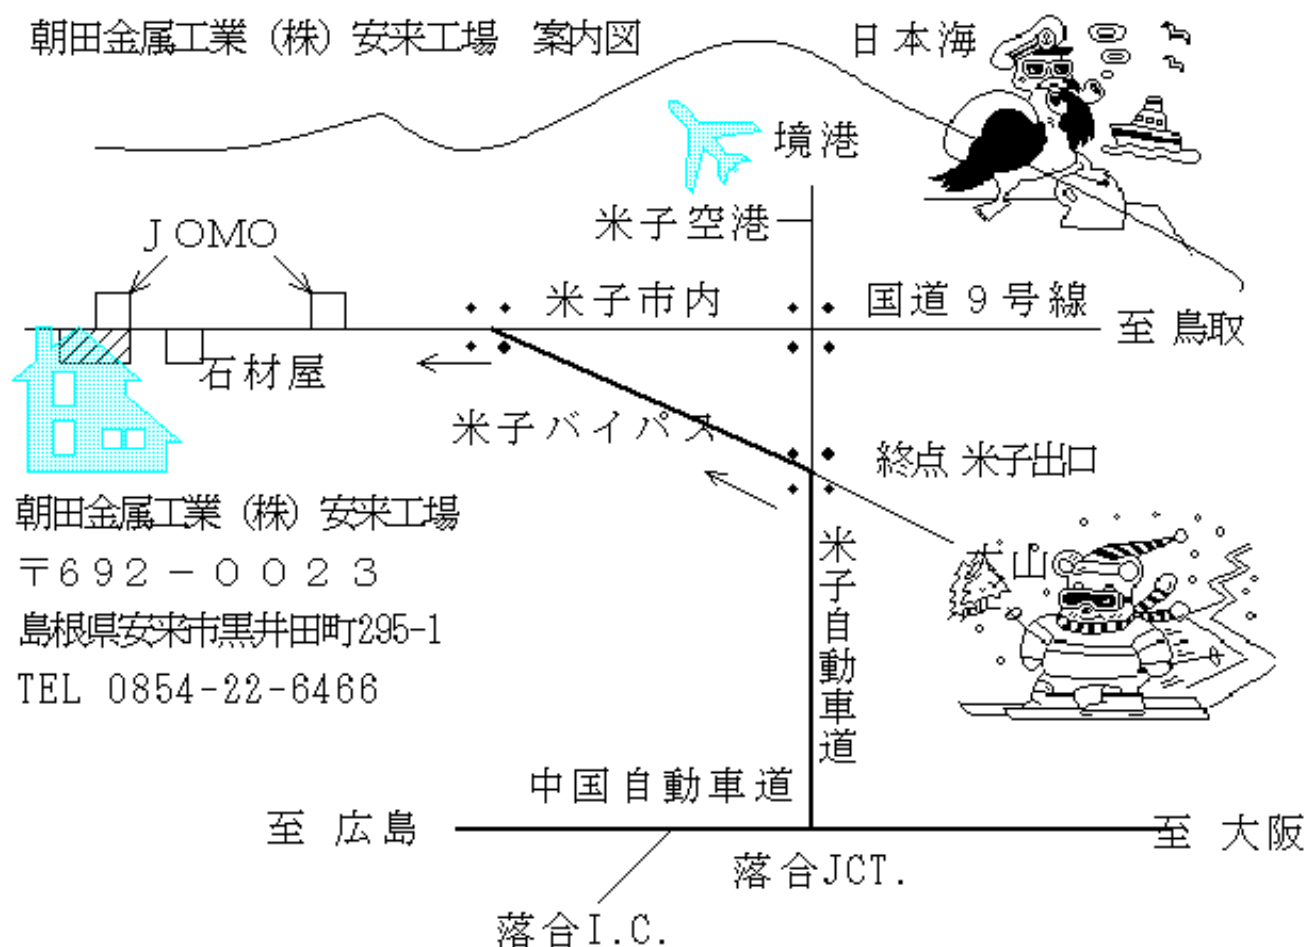 朝田金属工業（株）安来工場　案内図
日本海
境港
米子空港
JOMO
米子市内
国道９号線
至 鳥取
石材屋
米子バイパス
終点 米子出口
朝田金属工業（株）安来工場
〒６９２－００２３
島根県安来市黒井田町295-1
TEL 0854-22-6466
大山
米子自動車道
中国自動車道
至 広島
至 大阪
落合JCT.
落合I.C.